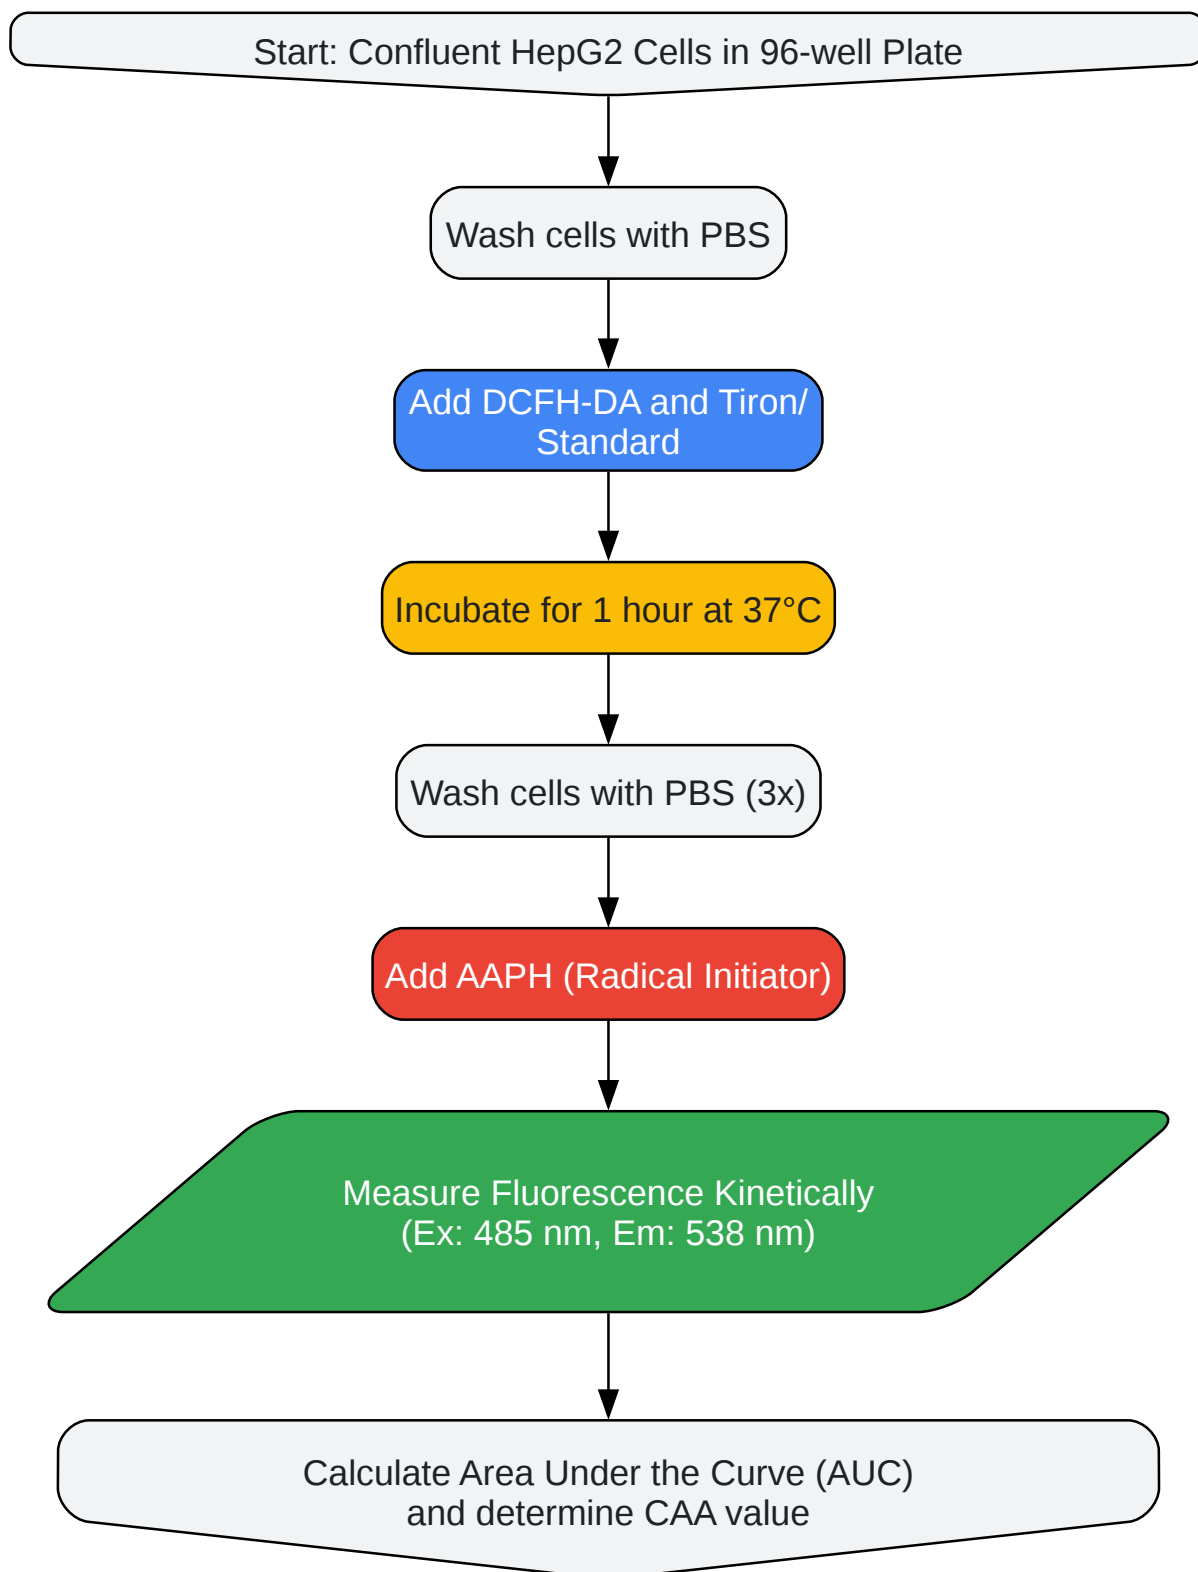 Start: Confluent HepG2 Cells in 96-well Plate
Wash cells with PBS
Add DCFH-DA and Tiron/
Standard
Incubate for 1 hour at 37°C
Wash cells with PBS (3x)
Add AAPH (Radical Initiator)
Measure Fluorescence Kinetically
(Ex: 485 nm, Em: 538 nm)
Calculate Area Under the Curve (AUC)
and determine CAA value